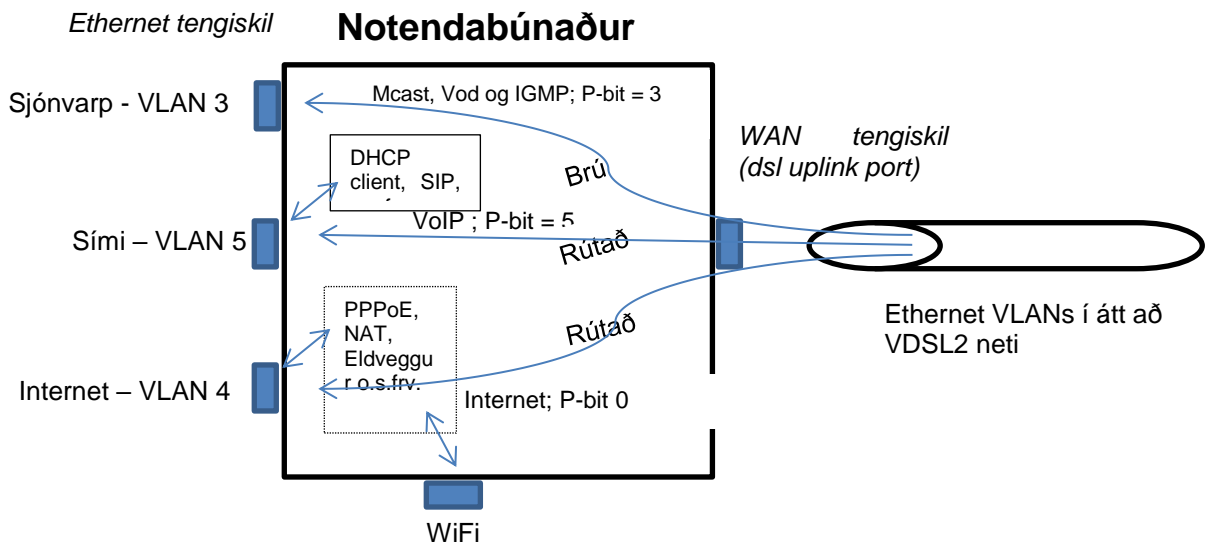 Ethernet tengiskil
Notendabúnaður
Sjónvarp - VLAN 3
Mcast, Vod og IGMP; P-bit = 3
WAN tengiskil
(dsl uplink port)
DHCP
client, SIP,
Brú
VoIP ; P-bit = 5
Sími – VLAN 5
Rútað
PPPoE,
NAT,
Eldveggu
r o.s.frv.
Rútað
Ethernet VLANs í átt að
VDSL2 neti
Internet – VLAN 4
Internet; P-bit 0
WiFi